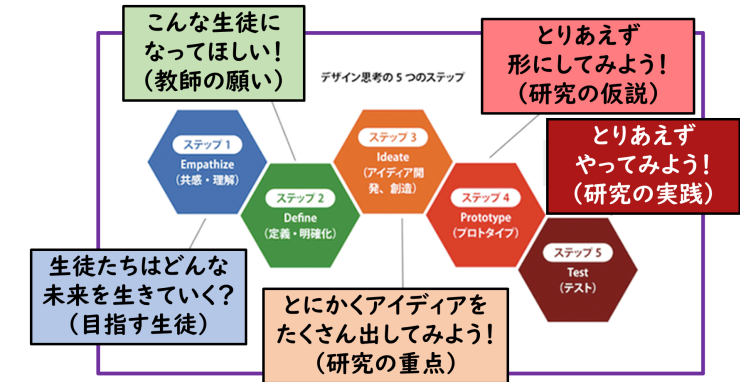 こんな生徒に
なってほしい！
（教師の願い）
とりあえず
形にしてみよう！
（研究の仮説）
デザイン思考の５つのステップ
とりあえず
やってみよう！
（研究の実践）
ステップ 1
Empathize
（共感・理解）
ステップ 2
Define
（定義・明確化）
ステップ 3
Ideate
（アイディア開
発、創造）
ステップ 4
Prototype
（プロトタイプ）
ステップ 5
Test
（テスト）
生徒たちはどんな
未来を生きていく？
（目指す生徒）
とにかくアイディアを
たくさん出してみよう！
（研究の重点）